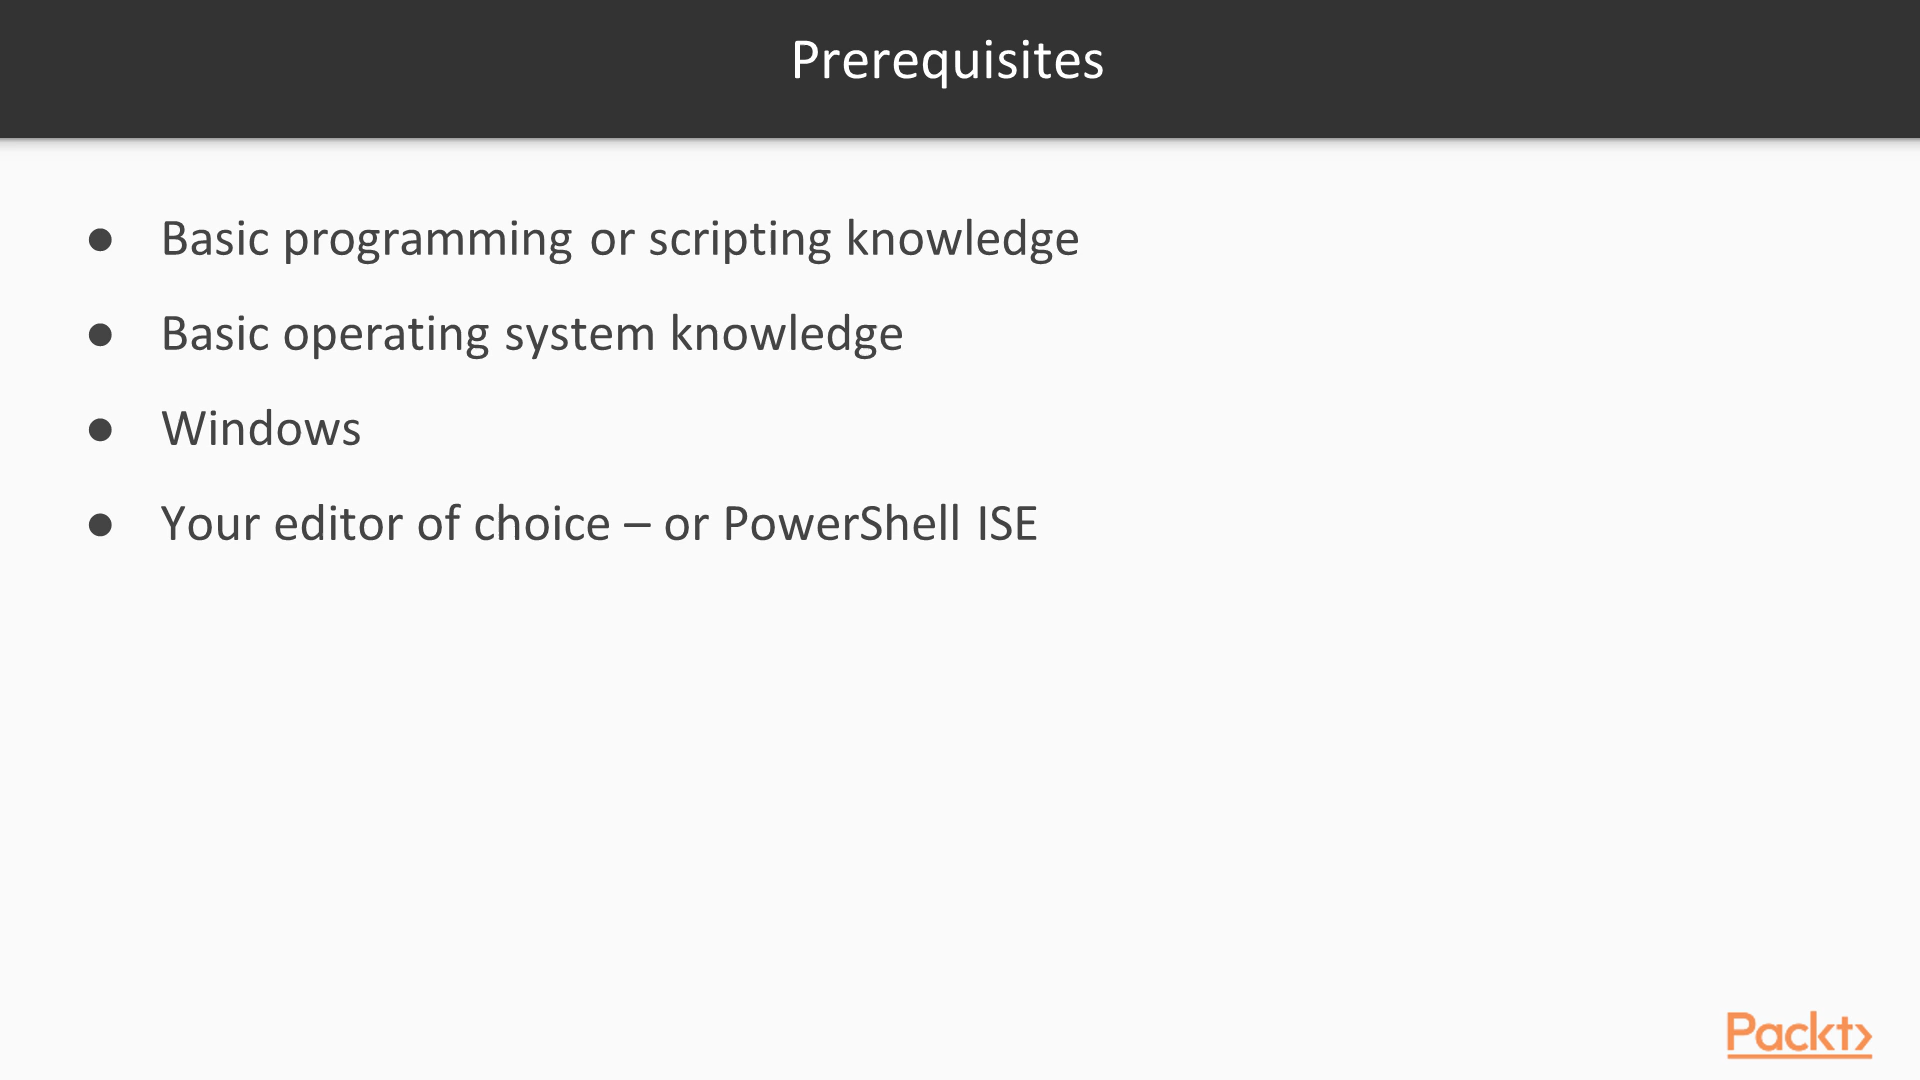 Prerequisites
● Basic programming or scripting knowledge
● Basic operating system knowledge
● Windows
● Your editor of choice – or PowerShell ISE
Packt